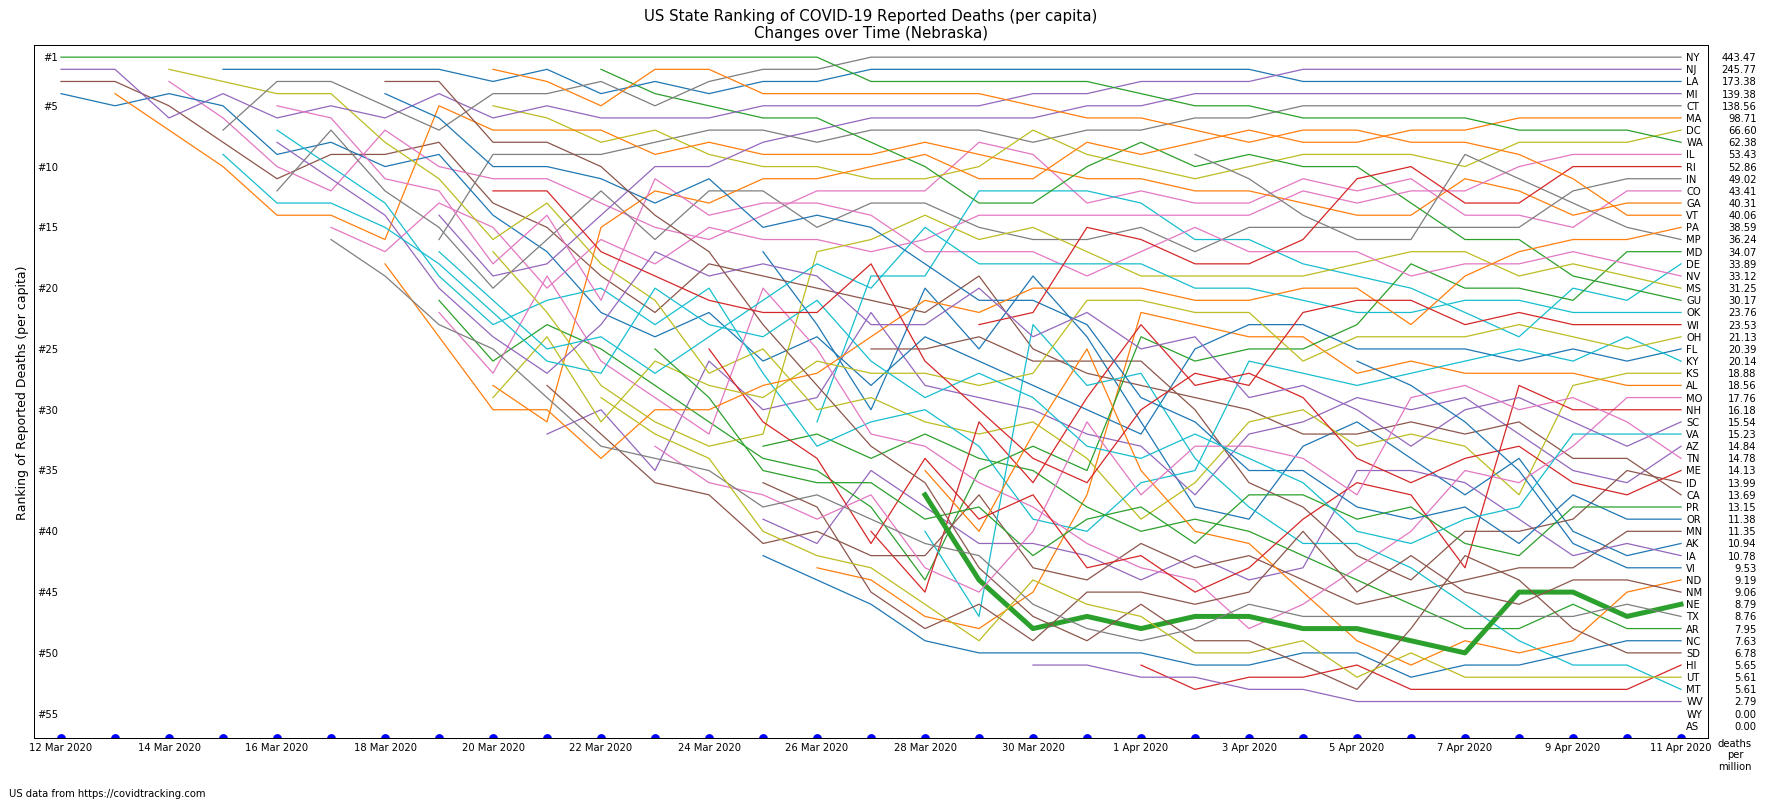 US State Ranking of COVID-19 Reported Deaths (per capita)
Changes over Time (Nebraska)
Ranking of Reported Deaths (per capita)
#1
#5
#10
#15
#20
#25
#30
#35
#40
#45
#50
#55
NY 443.47
NJ 245.77
LA 173.38
MI 139.38
CT 138.56
MA 98.71
DC 66.60
WA 62.38
IL 53.43
RI 52.86
IN 49.02
CO 43.41
GA 40.31
VT 40.06
PA 38.59
MP 36.24
MD 34.07
DE 33.89
NV 33.12
MS 31.25
GU 30.17
OK 23.76
WI 23.53
OH 21.13
FL 20.39
KY 20.14
KS 18.88
AL 18.56
MO 17.76
NH 16.18
SC 15.54
VA 15.23
AZ 14.84
TN 14.78
ME 14.13
ID 13.99
CA 13.69
PR 13.15
OR 11.38
MN 11.35
AK 10.94
IA 10.78
VI 9.53
ND 9.19
NM 9.06
NE 8.79
TX 8.76
AR 7.95
NC 7.63
SD 6.78
HI 5.65
UT 5.61
MT 5.61
WV 2.79
WY 0.00
AS 0.00
12 Mar 2020 14 Mar 2020 16 Mar 2020 18 Mar 2020 20 Mar 2020 22 Mar 2020 24 Mar 2020 26 Mar 2020 28 Mar 2020 30 Mar 2020 1 Apr 2020 3 Apr 2020 5 Apr 2020 7 Apr 2020 9 Apr 2020 11 Apr 2020
deaths
per
million
US data from https://covidtracking.com